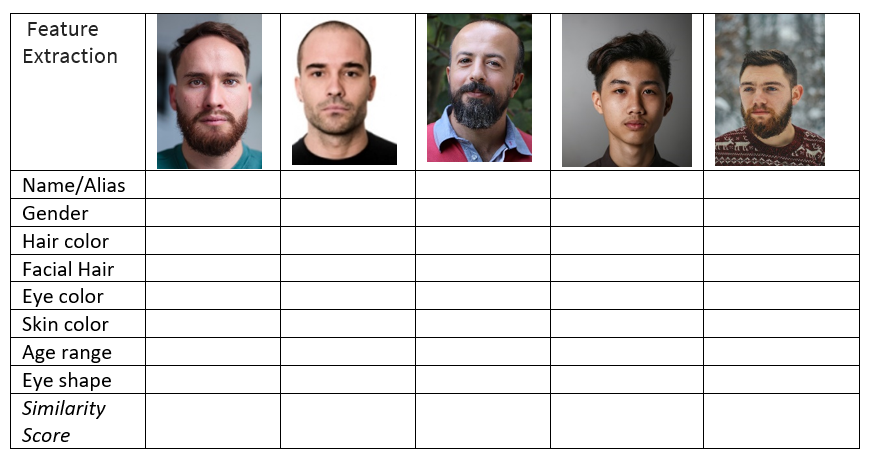 Feature
Extraction
Name/Alias
Gender
Hair color
Facial Hair
Eye color
Skin color
Age range
Eye shape
Similarity
Score